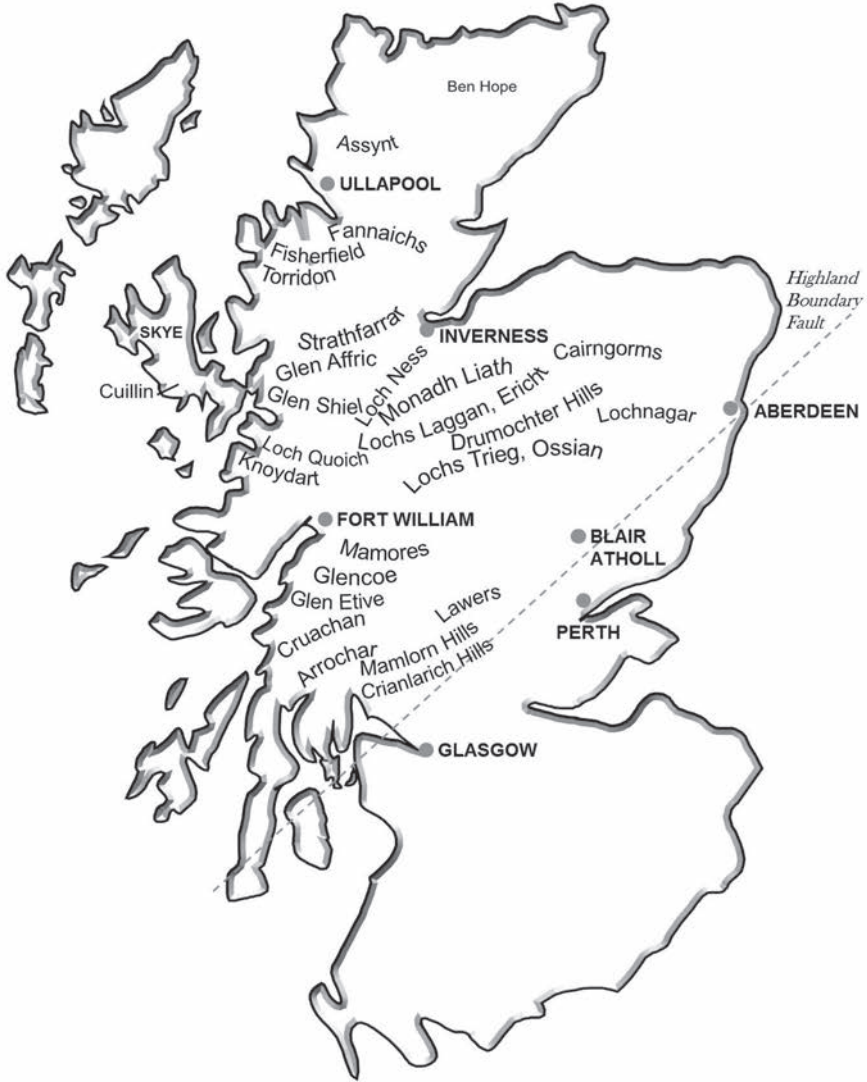 Ben Hope
Assynt
ULLAPOOL
Fannaichs
Fisherfield
Torridon
Highland
Boundary
Fault
SKYE
Strathfarrar
INVERNESS
Glen Affric
Loch Ness
Cairngorms
Cuillin
Glen Shiel
Monadh Liath
Lochs Laggan, Ericht
Drumochter Hills
Lochnagar
ABERDEEN
Loch Quoich
Knoydart
Lochs Trieg, Ossian
FORT WILLIAM
BLAIR
ATHOLL
Mamores
Glencoe
Glen Etive
Lawers
Cruachan
PERTH
Arrochar
Mamlorn Hills
Crianlarich Hills
GLASGOW